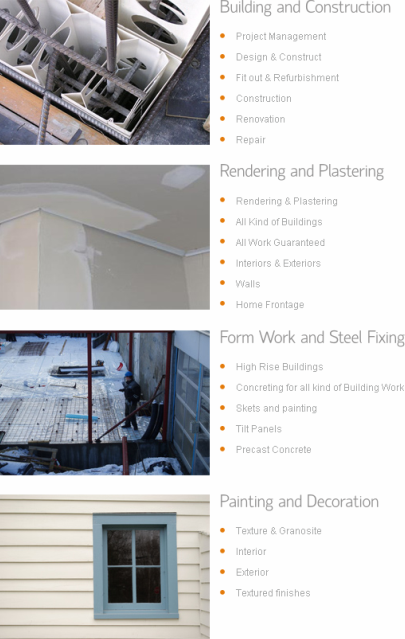 Building and Construction
Project Management
Design & Construct
Fit out & Refurbishment
Construction
Renovation
Repair
Rendering and Plastering
Rendering & Plastering
All Kind of Buildings
All Work Guaranteed
Interiors & Exteriors
Walls
Home Frontage
Form Work and Steel Fixing
High Rise Buildings
Concreting for all kind of Building Work
Skets and painting
Tilt Panels
Precast Concrete
Painting and Decoration
Texture & Granosite
Interior
Exterior
Textured finishes